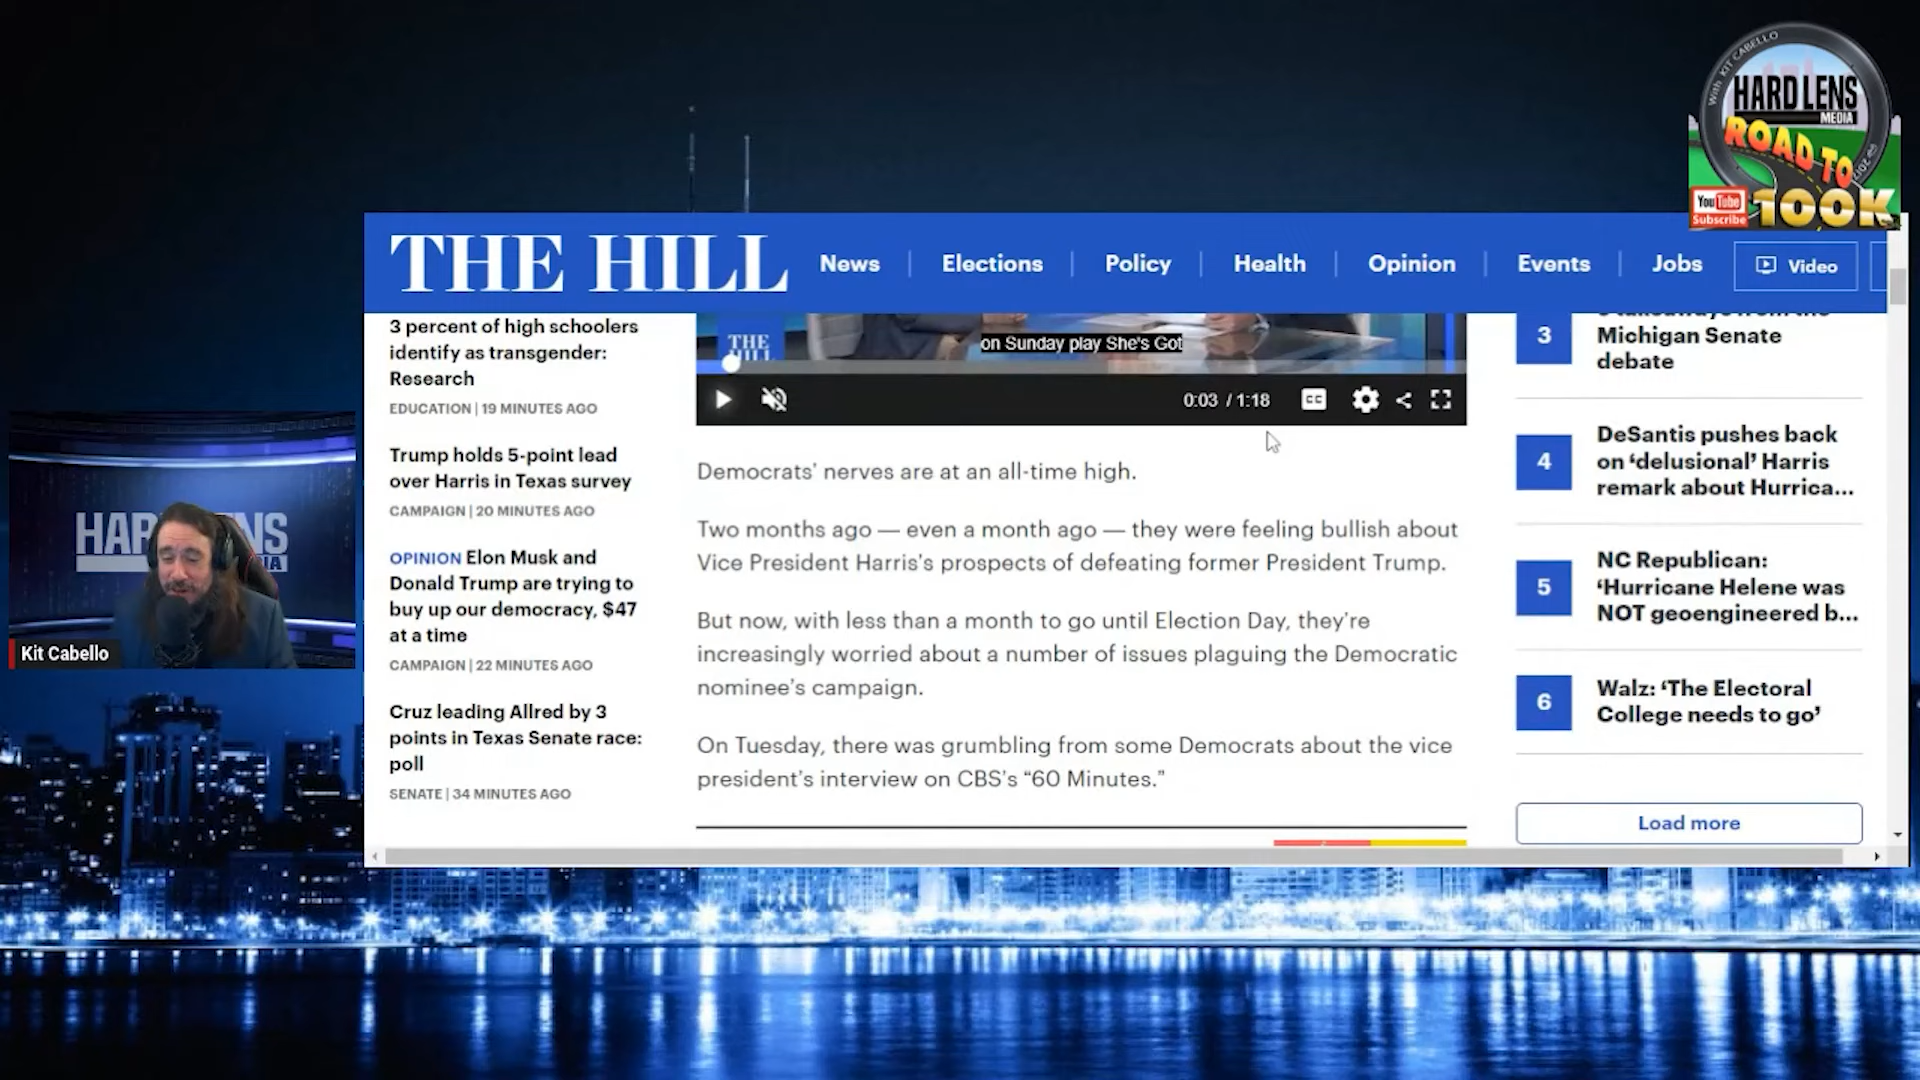 With KIT CABELLO
HARD LENS
MEDIA
ROAD TO
100K
YouTube
Subscribe
THE HILL
News
Elections
Policy
Health
Opinion
Events
Jobs
Video
3 percent of high schoolers
identify as transgender:
Research
EDUCATION | 19 MINUTES AGO
Trump holds 5-point lead
over Harris in Texas survey
CAMPAIGN | 20 MINUTES AGO
OPINION Elon Musk and
Donald Trump are trying to
buy up our democracy, $47
at a time
CAMPAIGN | 22 MINUTES AGO
Cruz leading Allred by 3
points in Texas Senate race:
poll
SENATE | 34 MINUTES AGO
THE
HILL
on Sunday play She's Got
0:03 / 1:18
CC
Democrats' nerves are at an all-time high.
Two months ago — even a month ago — they were feeling bullish about
Vice President Harris's prospects of defeating former President Trump.
But now, with less than a month to go until Election Day, they're
increasingly worried about a number of issues plaguing the Democratic
nominee's campaign.
On Tuesday, there was grumbling from some Democrats about the vice
president's interview on CBS's “60 Minutes.”
3
Michigan Senate
debate
4
DeSantis pushes back
on ‘delusional’ Harris
remark about Hurrica...
5
NC Republican:
‘Hurricane Helene was
NOT geoengineered b...
6
Walz: ‘The Electoral
College needs to go’
Load more
Kit Cabello